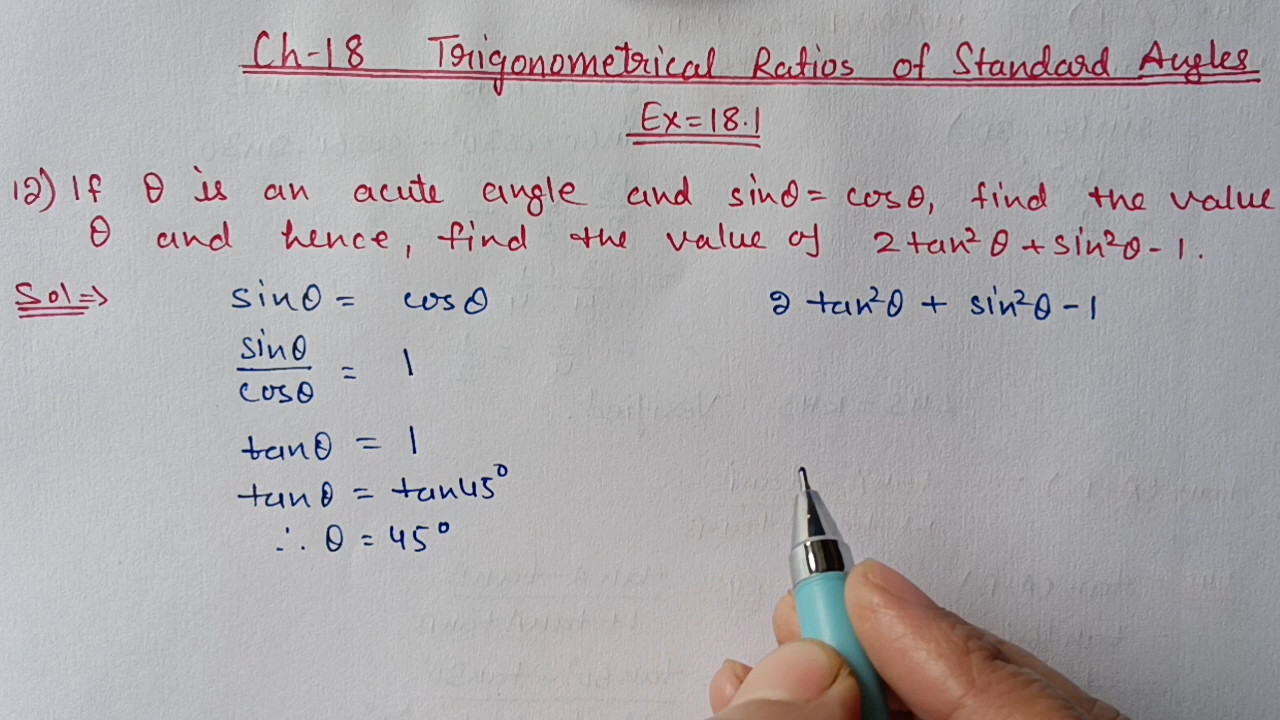 Ch-18 Trigonometrical Ratios of Standard Angles
Ex=18.1
12) If θ is an acute angle and sinθ = cosθ, find the value
θ and hence, find the value of 2tan²θ + sin²θ - 1.
Sol⇒
sinθ = cosθ
sinθ/cosθ = 1
tanθ = 1
tanθ = tan45°
∴ θ = 45°
2 tan²θ + sin²θ - 1